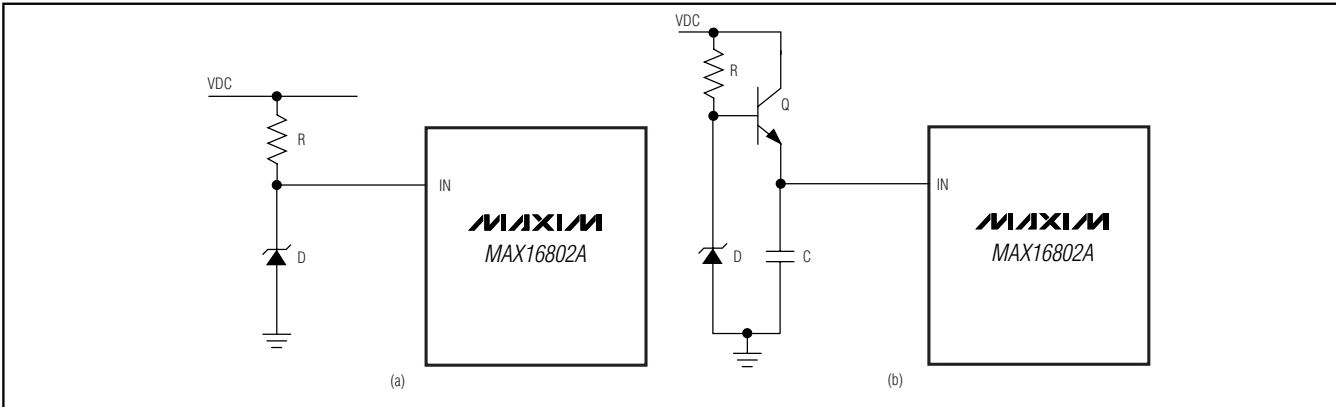 VDC
R
IN
D
MAXIM
MAX16802A
(a)
VDC
R
Q
IN
D
C
MAXIM
MAX16802A
(b)